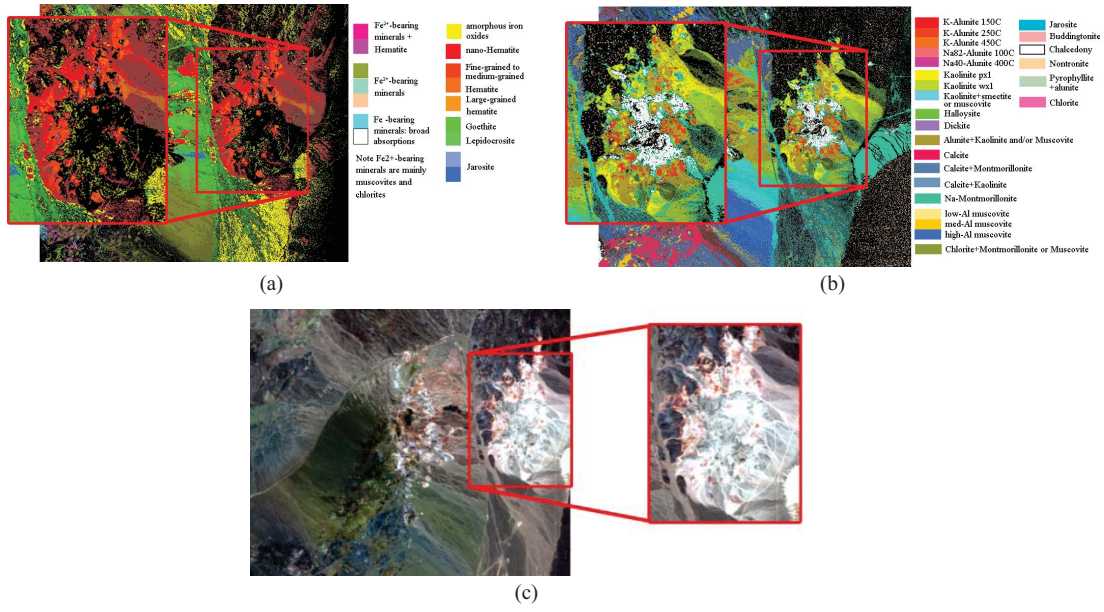 Fe²⁺-bearing
minerals +
Hematite
Fe²⁺-bearing
minerals
Fe -bearing
minerals: broad
absorptions
Note Fe2+-bearing
minerals are mainly
muscovites and
chlorites
amorphous iron
oxides
nano-Hematite
Fine-grained to
medium-grained
Hematite
Large-grained
hematite
Goethite
Lepidocrosite
Jarosite
(a)
K-Alunite 150C
K-Alunite 250C
K-Alunite 450C
Na82-Alunite 100C
Na40-Alunite 400C
Kaolinite px1
Kaolinite wx1
Kaolinite+smectite
or muscovite
Halloysite
Dickite
Alunite+Kaolinite and/or Muscovite
Calcite
Calcite+Montmorillonite
Calcite+Kaolinite
Na-Montmorillonite
low-Al muscovite
med-Al muscovite
high-Al muscovite
Chlorite+Montmorillonite or Muscovite
Jarosite
Buddingtonite
Chalcedony
Nontronite
Pyrophyllite
+alunite
Chlorite
(b)
(c)